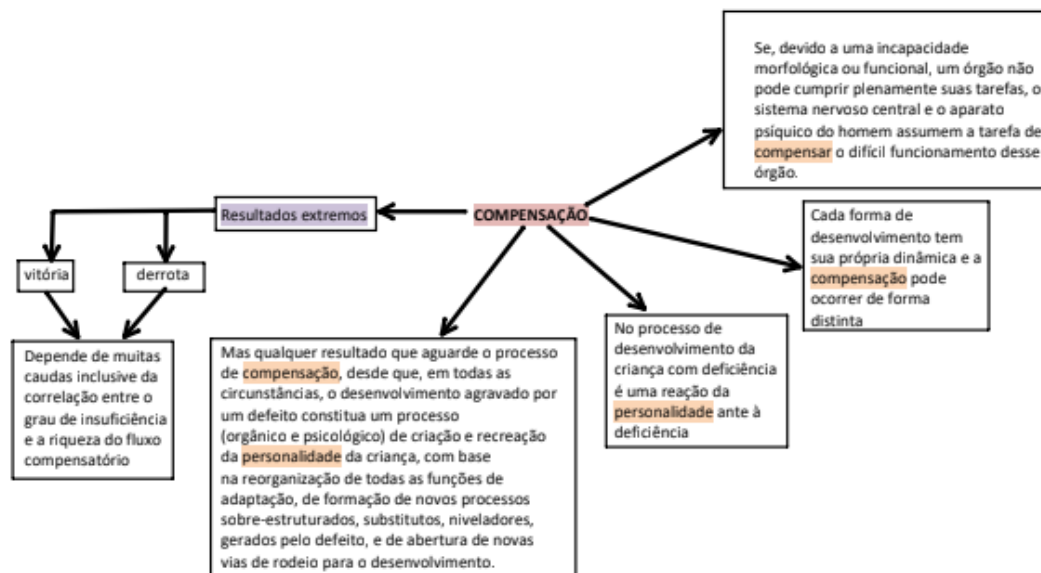 Se, devido a uma incapacidade
morfológica ou funcional, um órgão não
pode cumprir plenamente suas tarefas, o
sistema nervoso central e o aparato
psíquico do homem assumem a tarefa de
compensar o difícil funcionamento desse
órgão.
Resultados extremos
COMPENSAÇÃO
vitória
derrota
Cada forma de
desenvolvimento tem
sua própria dinâmica e a
compensação pode
ocorrer de forma
distinta
Depende de muitas
caudas inclusive da
correlação entre o
grau de insuficiência
e a riqueza do fluxo
compensatório
Mas qualquer resultado que aguarde o processo
de compensação, desde que, em todas as
circunstâncias, o desenvolvimento agravado por
um defeito constitua um processo
(orgânico e psicológico) de criação e recreação
da personalidade da criança, com base
na reorganização de todas as funções de
adaptação, de formação de novos processos
sobre-estruturados, substitutos, niveladores,
gerados pelo defeito, e de abertura de novas
vias de rodeio para o desenvolvimento.
No processo de
desenvolvimento da
criança com deficiência
é uma reação da
personalidade ante à
deficiência